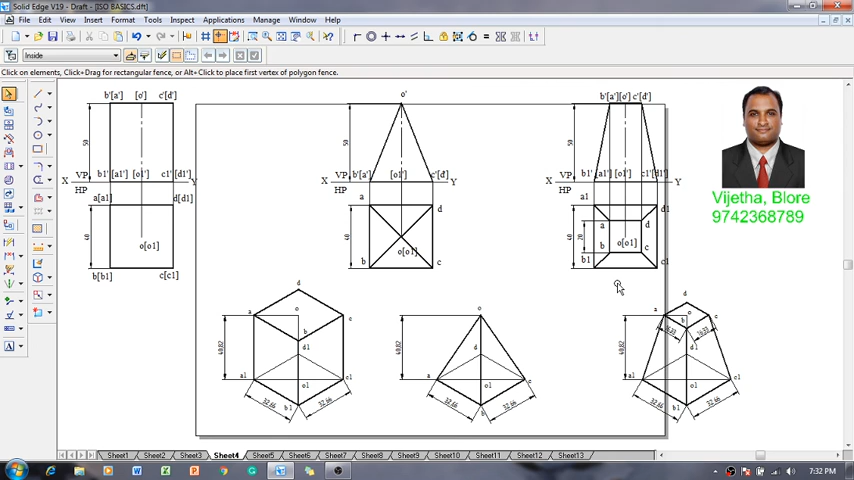 Solid Edge V19 - Draft - [ISO BASICS.dft]
File Edit View Insert Format Tools Inspect Applications Manage Window Help
Inside
Click on elements, Click+Drag for rectangular fence, or Alt+Click to place first vertex of polygon fence.
b'[a'] [o'] c'[d']
50
VP b1' [a1'] [o1'] c1' [d1']
X Y
HP
a[a1] d[d1]
40
o[o1]
b[b1] c[c1]
o'
50
VP b'[a'] [o1'] c'[d]
X Y
HP
a d
40
o[o1]
b c
b'[a'][o'] c'[d']
50
VP b1' [a1'] [o1'] c1' [d1']
X Y
HP
a1 d1
a d
40 20
o[o1]
b c
b1 c1
Vijetha, Blore
9742368789
d
a o c
b
d1
40.82
a1 o1 c1
b1
32.66 32.66
o
40.82
d
a o1 c
b
32.66 32.66
d
a o c
b
16.33 16.33
40.82
d1
a1 o1 c1
b1
32.66 32.66
Sheet1 Sheet2 Sheet3 Sheet4 Sheet5 Sheet6 Sheet7 Sheet8 Sheet9 Sheet10 Sheet11 Sheet12 Sheet13
7:32 PM